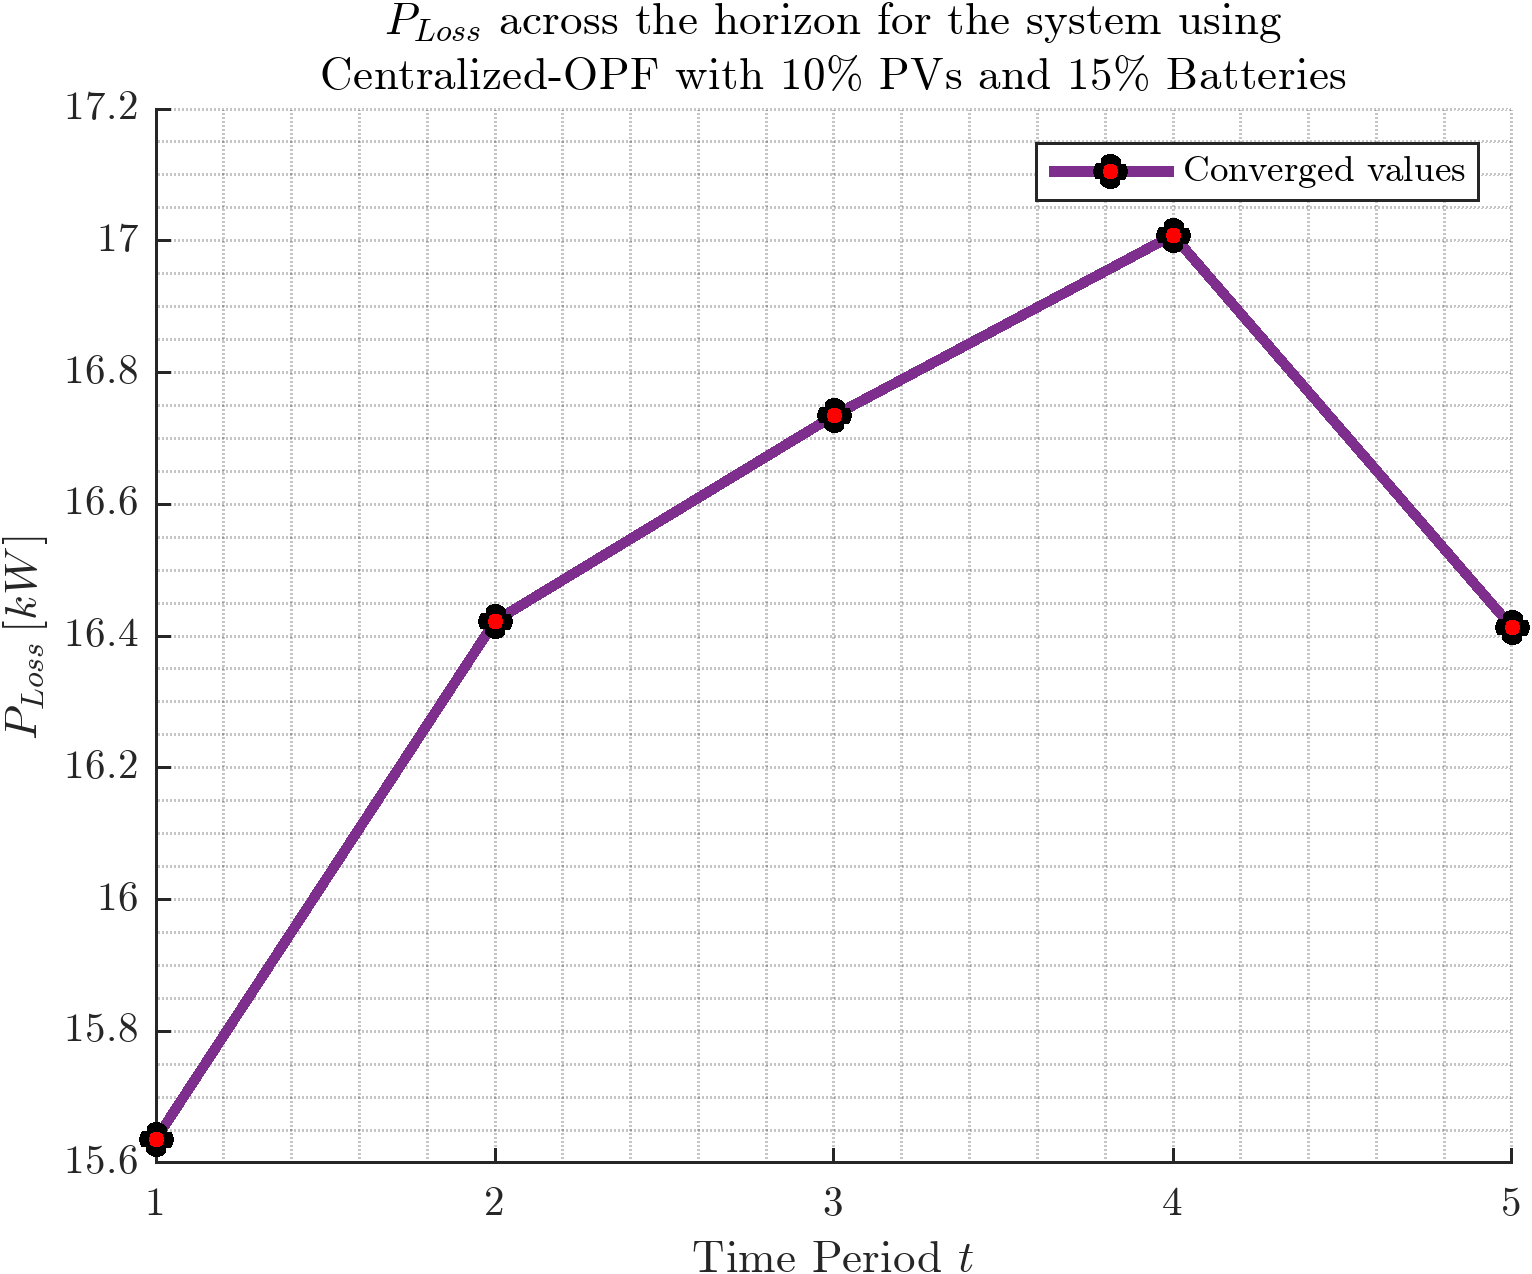 P_Loss across the horizon for the system using
Centralized-OPF with 10% PVs and 15% Batteries
Converged values
17.2
17
16.8
16.6
16.4
16.2
16
15.8
15.6
P_Loss [kW]
1 2 3 4 5
Time Period t